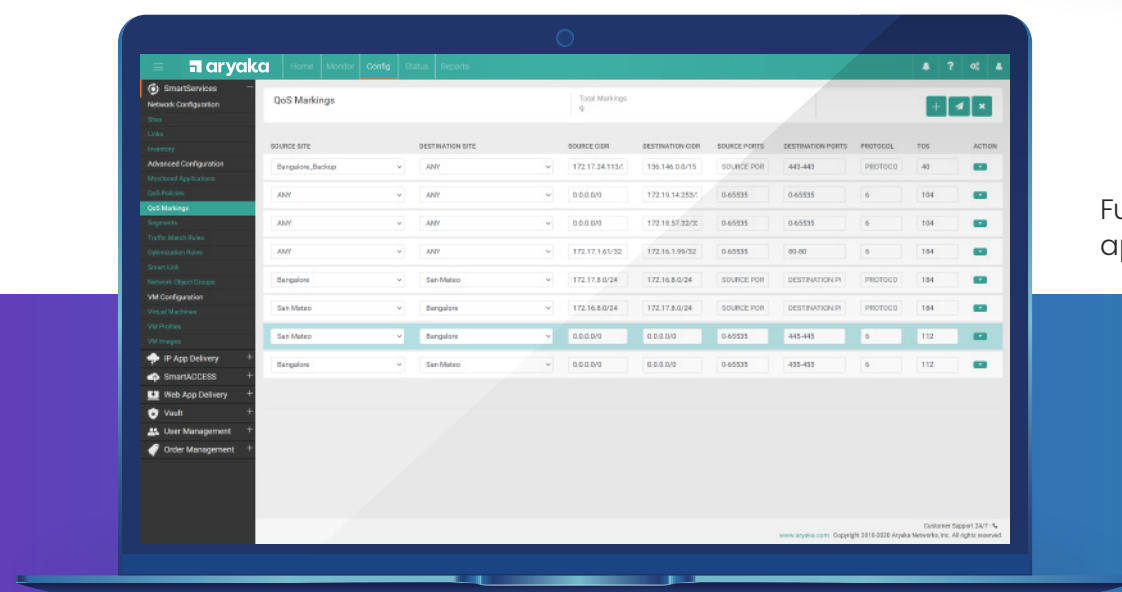 aryaka Home Monitor Config Status Reports ?
SmartServices −
Network Configuration
Sites
Links
Inventory
Advanced Configuration
Monitored Applications
QoS Policies
QoS Markings
Segments
Traffic Match Rules
Optimization Rules
Smart Link
Network Object Groups
VM Configuration
Virtual Machines
VM Profiles
VM Images
IP App Delivery +
SmartACCESS +
Web App Delivery +
Vault +
User Management +
Order Management +
QoS Markings
Total Markings
9
SOURCE SITE DESTINATION SITE SOURCE CIDR DESTINATION CIDR SOURCE PORTS DESTINATION PORTS PROTOCOL TOS ACTION
Bangalore_Backup ANY 172.17.24.113/ 136.146.0.0/15 SOURCE POR 443-443 PROTOCO 40
ANY ANY 0.0.0.0/0 172.19.14.253/ 0-65535 0-65535 6 104
ANY ANY 0.0.0.0/0 172.18.57.32/3 0-65535 0-65535 6 104
ANY ANY 172.17.1.61/32 172.16.1.99/32 0-65535 80-80 6 184
Bangalore San Mateo 172.17.8.0/24 172.16.8.0/24 SOURCE POR DESTINATION P PROTOCO 184
San Mateo Bangalore 172.16.8.0/24 172.17.8.0/24 SOURCE POR DESTINATION P PROTOCO 184
San Mateo Bangalore 0.0.0.0/0 0.0.0.0/0 0-65535 445-445 6 112
Bangalore San Mateo 0.0.0.0/0 0.0.0.0/0 0-65535 455-455 6 112
Customer Support 24/7 -
www.aryaka.com Copyright 2010-2020 Aryaka Networks, Inc. All rights reserved.
Fu
ap